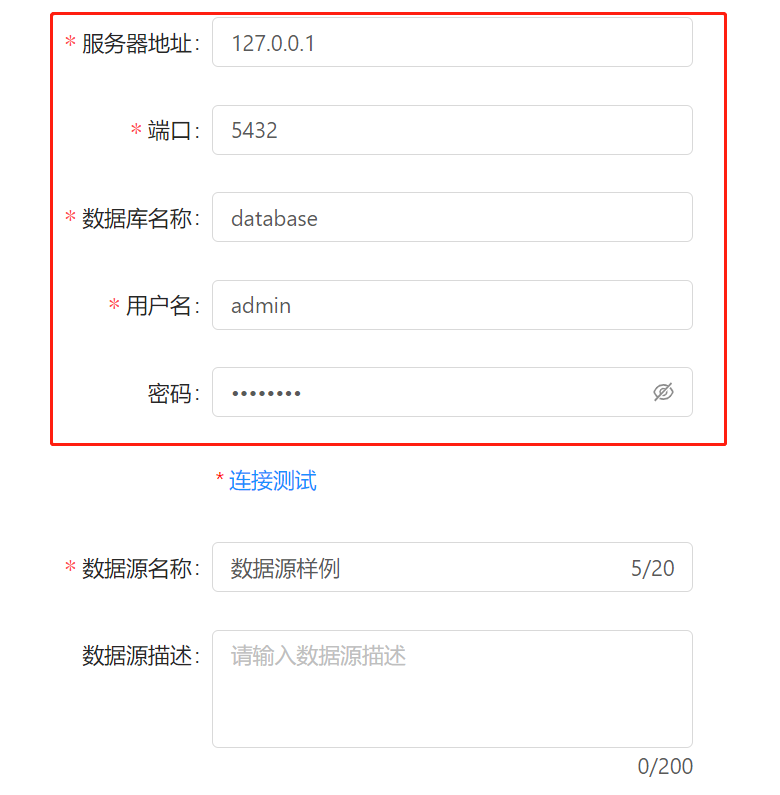 * 服务器地址: 127.0.0.1
* 端口: 5432
* 数据库名称: database
* 用户名: admin
密码: ••••••••
* 连接测试
* 数据源名称: 数据源样例 5/20
数据源描述: 请输入数据源描述
0/200